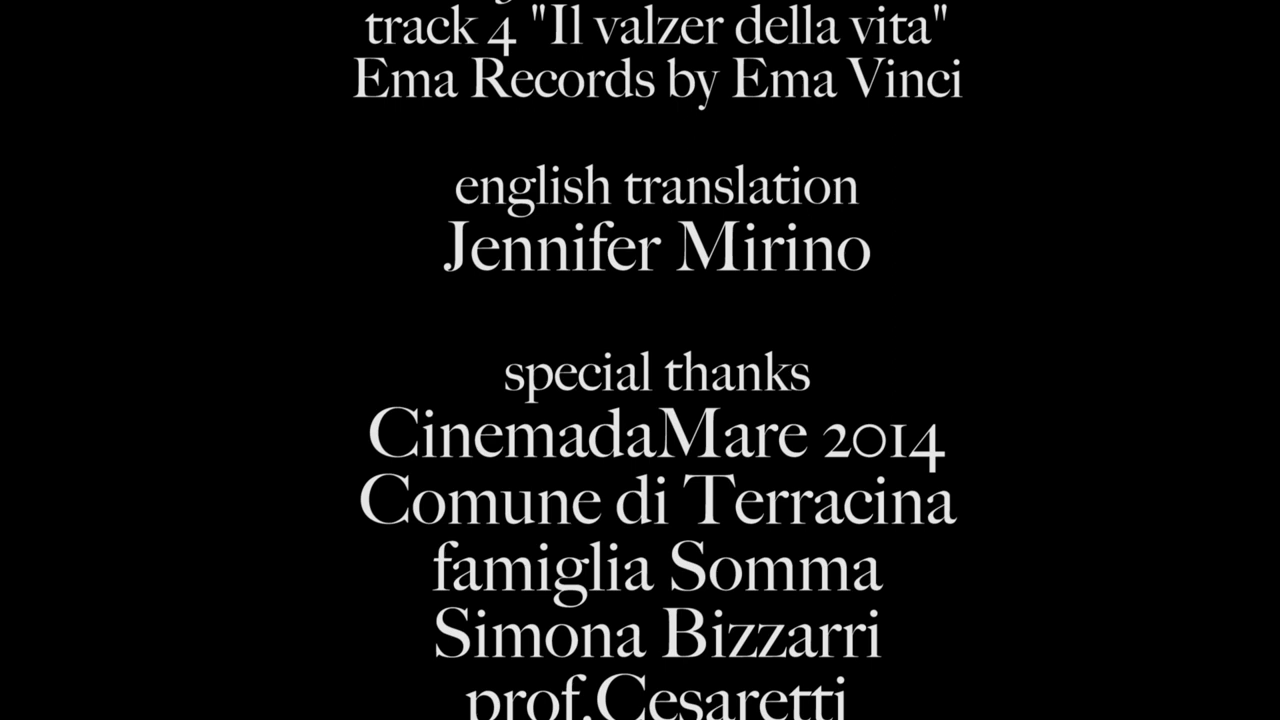 track 4 "Il valzer della vita"
Ema Records by Ema Vinci
english translation
Jennifer Mirino
special thanks
CinemadaMare 2014
Comune di Terracina
famiglia Somma
Simona Bizzarri
prof.Cesaretti